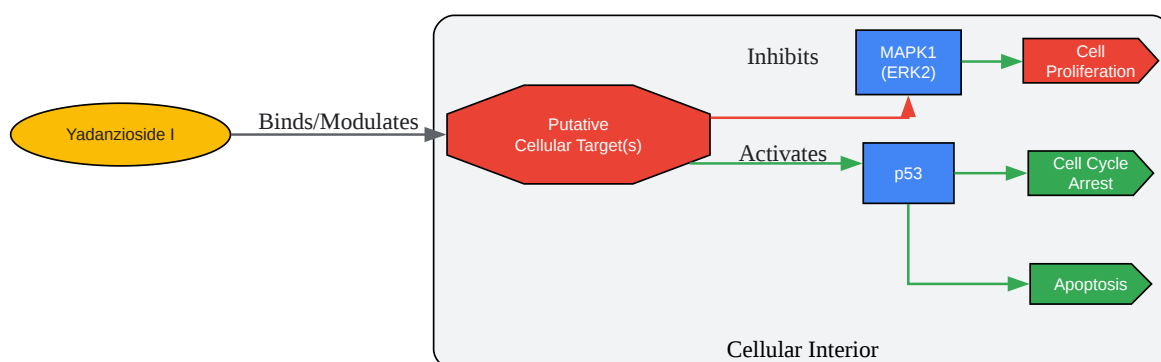 Yadanzioside I
Binds/Modulates
Putative
Cellular Target(s)
Inhibits
MAPK1
(ERK2)
Cell
Proliferation
Activates
p53
Cell Cycle
Arrest
Apoptosis
Cellular Interior